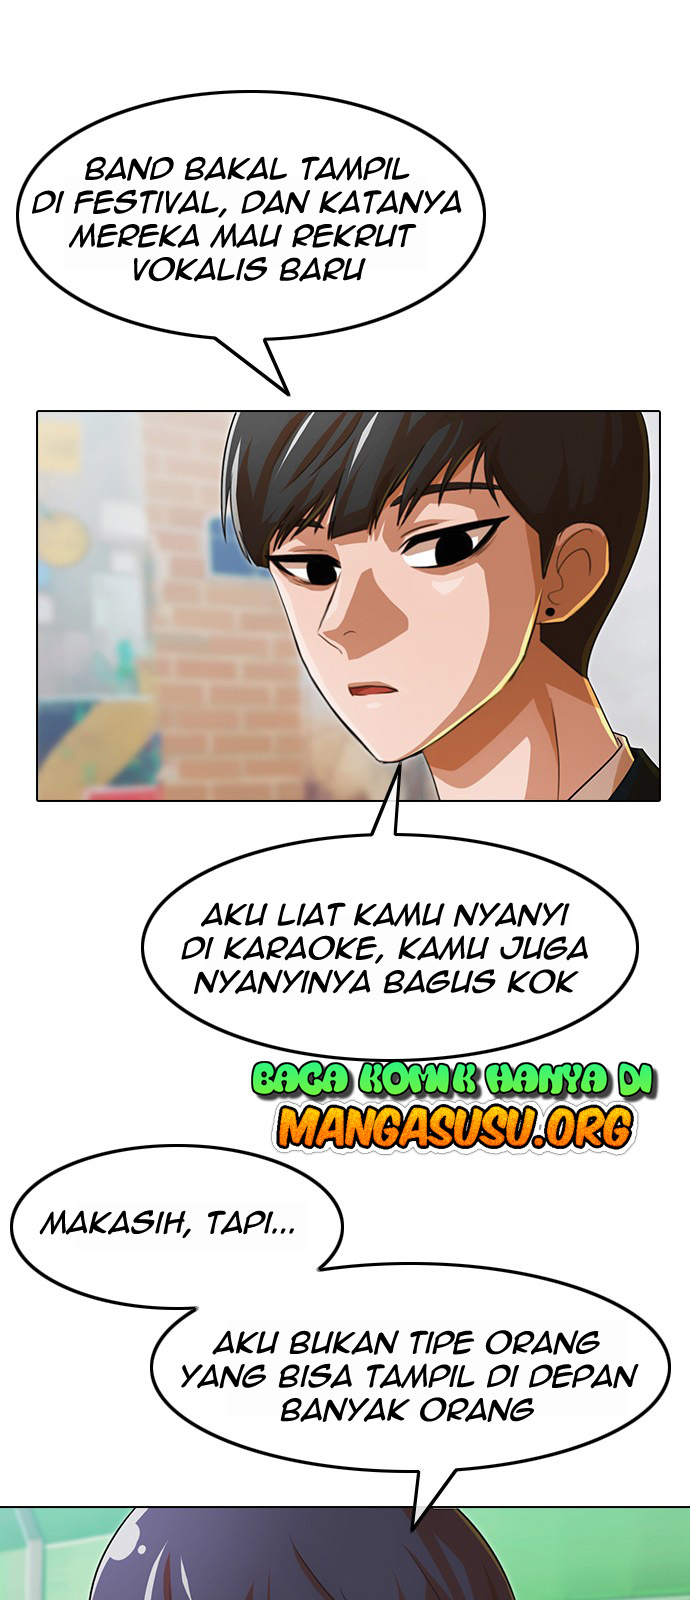 BAND BAKAL TAMPIL
DI FESTIVAL, DAN KATANYA
MEREKA MAU REKRUT
VOKALIS BARU
AKU LIAT KAMU NYANYI
DI KARAOKE, KAMU JUGA
NYANYINYA BAGUS KOK
BACA KOMIK HANYA DI
MANGASUSU.ORG
MAKASIH, TAPI...
AKU BUKAN TIPE ORANG
YANG BISA TAMPIL DI DEPAN
BANYAK ORANG